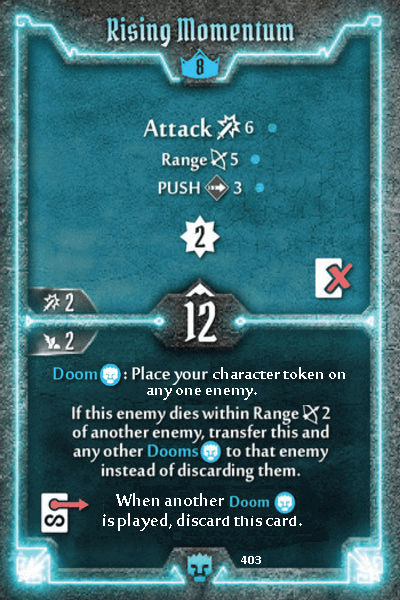 Rising Momentum
8
Attack 6
Range 5
PUSH 3
2
2
12
2
Doom : Place your character token on
any one enemy.
If this enemy dies within Range 2
of another enemy, transfer this and
any other Dooms to that enemy
instead of discarding them.
When another Doom
is played, discard this card.
403